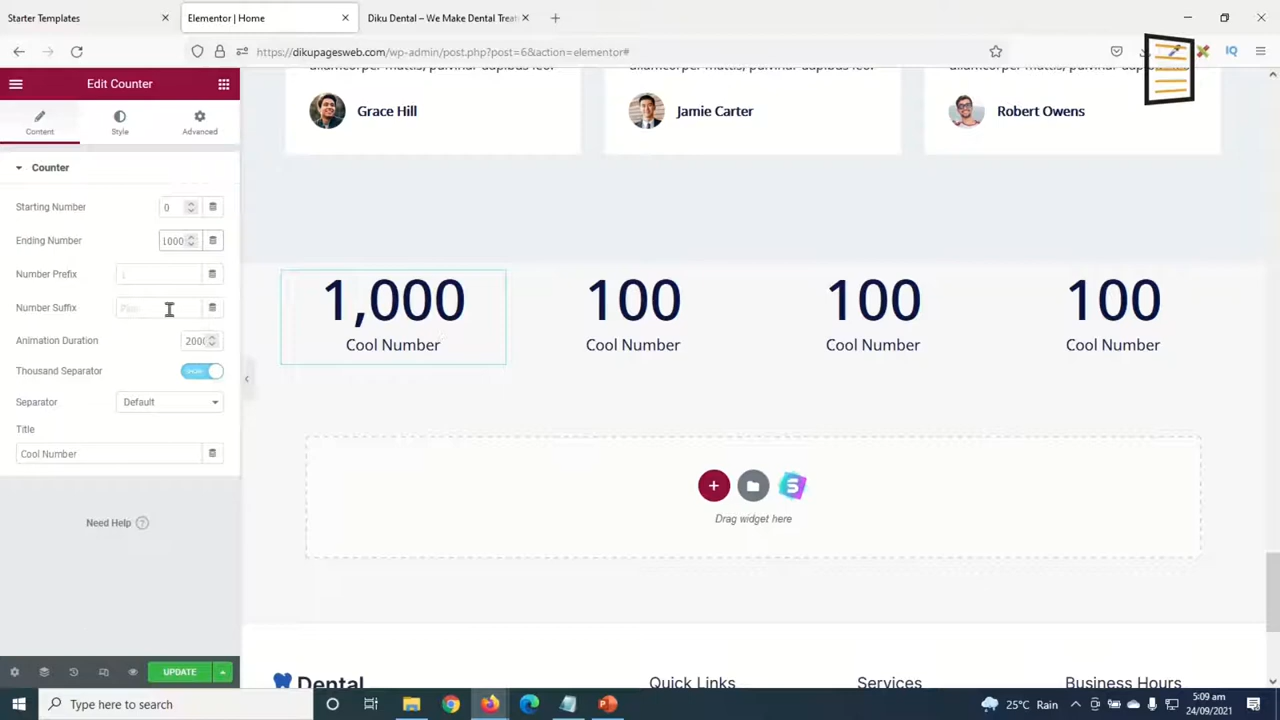 Starter Templates
Elementor | Home
Diku Dental – We Make Dental Treat
https://dikupagesweb.com/wp-admin/post.php?post=6&action=elementor#
IQ
Edit Counter
Content
Style
Advanced
Counter
Starting Number
0
Ending Number
1000
Number Prefix
1
Number Suffix
Plus
Animation Duration
2000
Thousand Separator
SHOW
Separator
Default
Title
Cool Number
Need Help
?
UPDATE
Grace Hill
Jamie Carter
Robert Owens
1,000
100
100
100
Cool Number
Cool Number
Cool Number
Cool Number
Drag widget here
Dental
Quick Links
Services
Business Hours
Type here to search
25°C Rain
5:09 am
24/09/2021